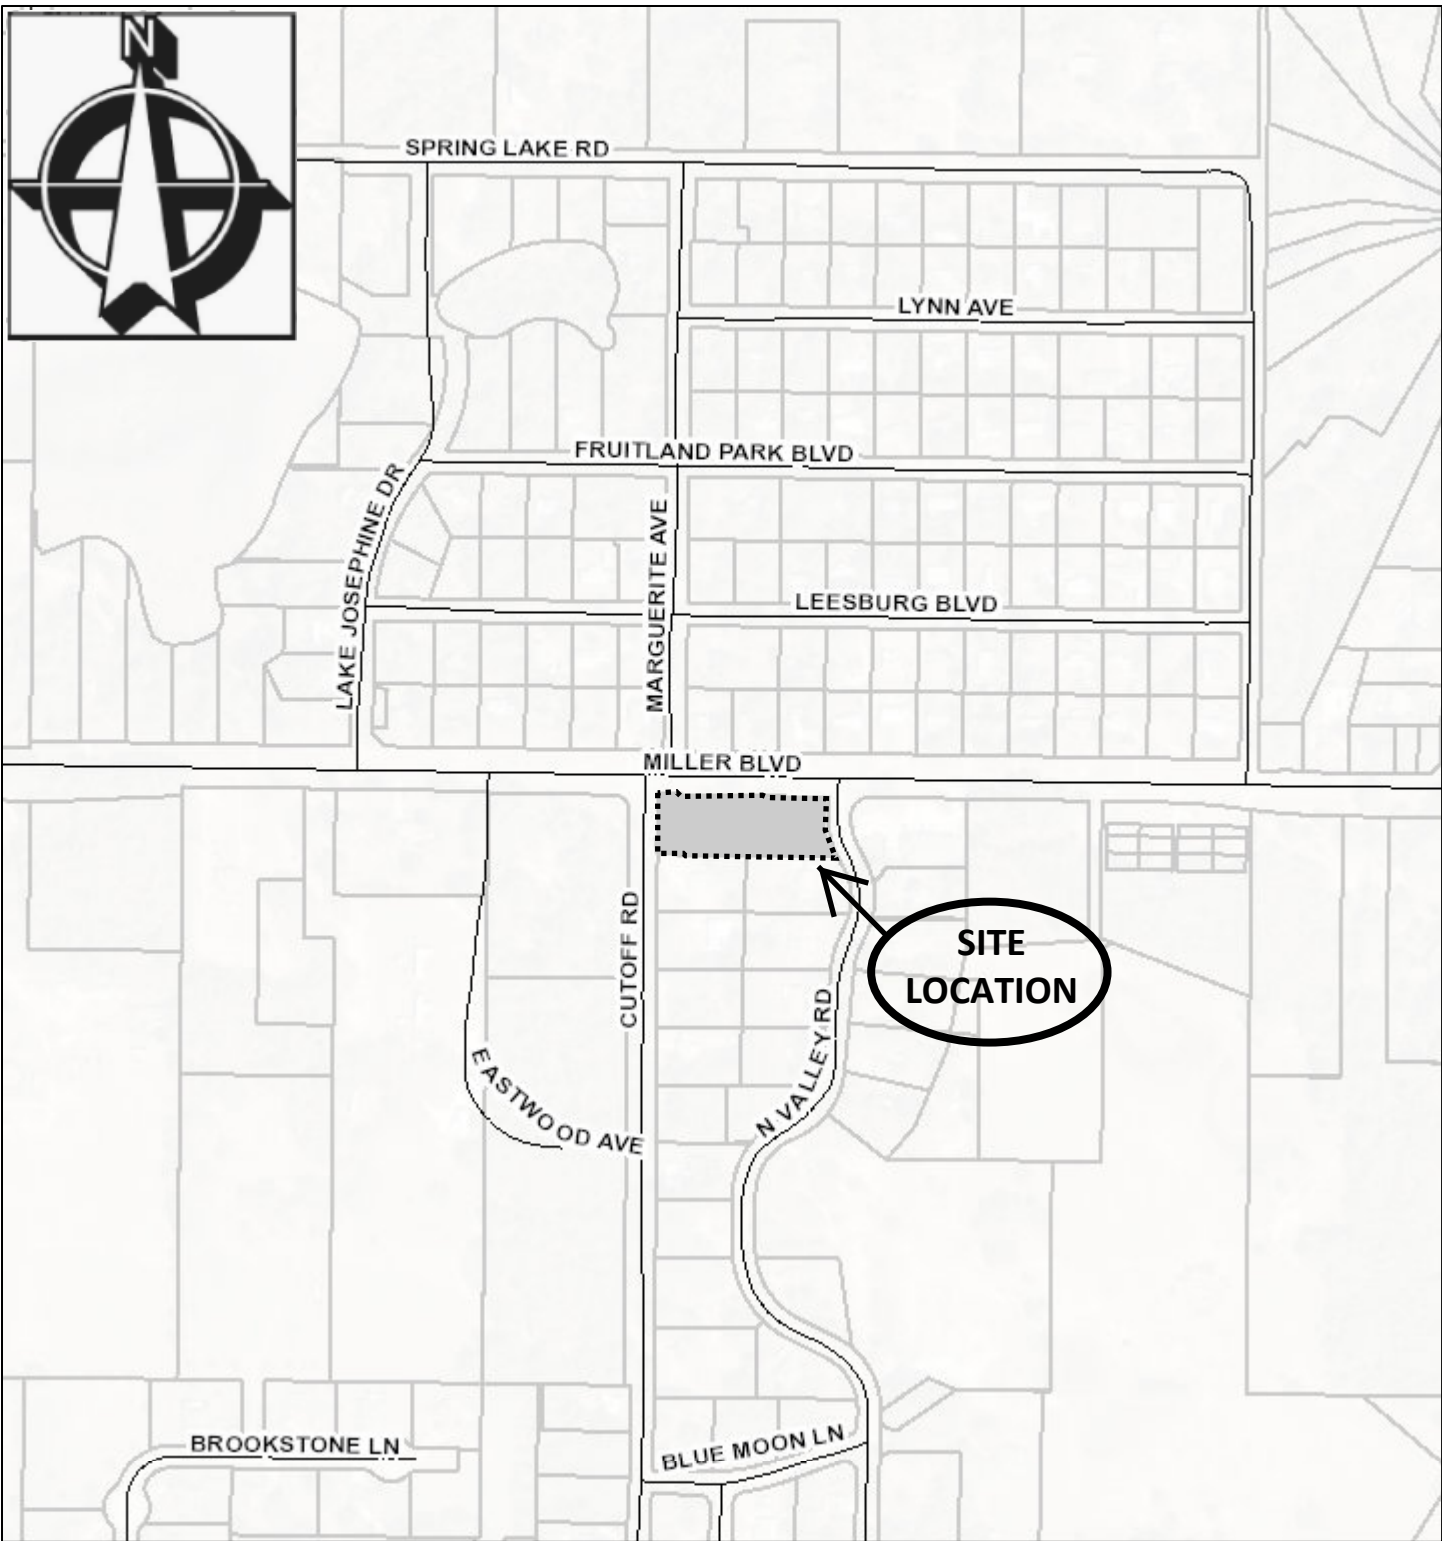 N
SPRING LAKE RD
LYNN AVE
FRUITLAND PARK BLVD
LAKE JOSEPHINE DR
MARGUERITE AVE
LEESBURG BLVD
MILLER BLVD
CUTOFF RD
SITE
LOCATION
N VALLEY RD
EASTWOOD AVE
BROOKSTONE LN
BLUE MOON LN